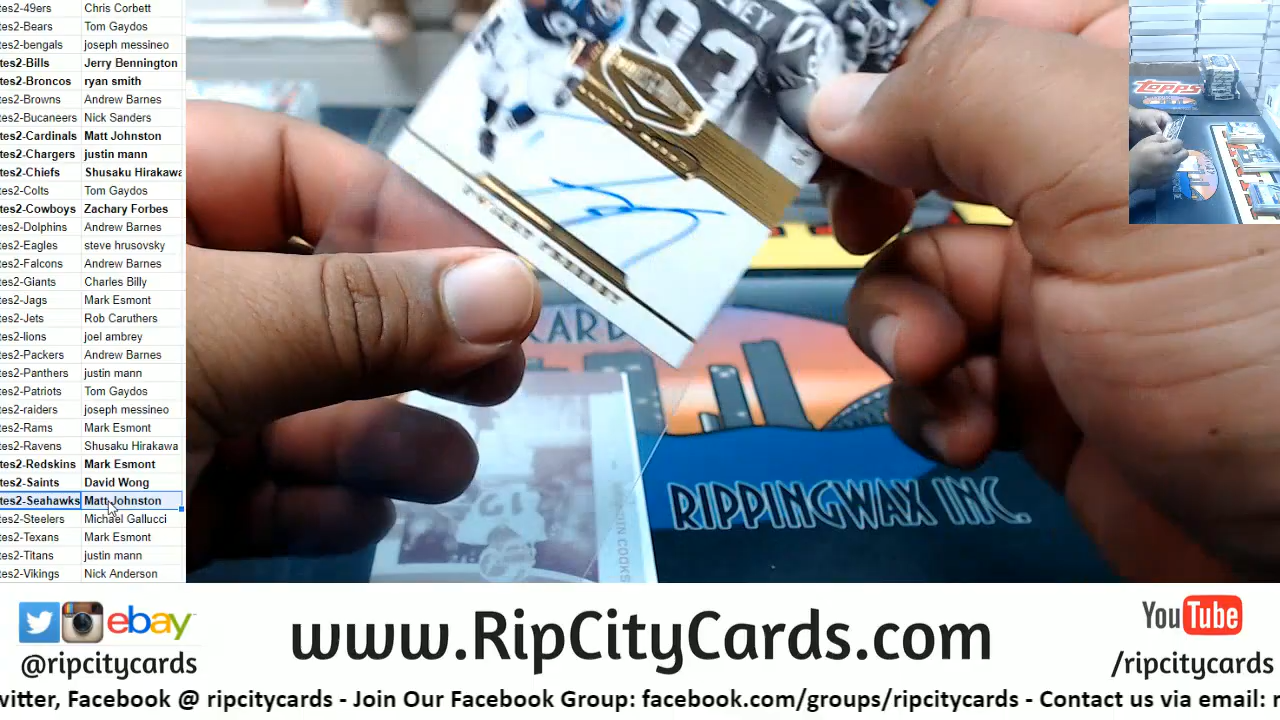 tes2-49ers Chris Corbett
tes2-Bears Tom Gaydos
tes2-bengals joseph messineo
tes2-Bills Jerry Bennington
tes2-Broncos ryan smith
tes2-Browns Andrew Barnes
tes2-Bucaneers Nick Sanders
tes2-Cardinals Matt Johnston
tes2-Chargers justin mann
tes2-Chiefs Shusaku Hirakawa
tes2-Colts Tom Gaydos
tes2-Cowboys Zachary Forbes
tes2-Dolphins Andrew Barnes
tes2-Eagles steve hrusovsky
tes2-Falcons Andrew Barnes
tes2-Giants Charles Billy
tes2-Jags Mark Esmont
tes2-Jets Rob Caruthers
tes2-lions joel ambrey
tes2-Packers Andrew Barnes
tes2-Panthers justin mann
tes2-Patriots Tom Gaydos
tes2-raiders joseph messineo
tes2-Rams Mark Esmont
tes2-Ravens Shusaku Hirakawa
tes2-Redskins Mark Esmont
tes2-Saints David Wong
tes2-Seahawks Matt Johnston
tes2-Steelers Michael Gallucci
tes2-Texans Mark Esmont
tes2-Titans justin mann
tes2-Vikings Nick Anderson
83
COOKS
RIPPINGWAX INC.
Topps
ebay
@ripcitycards
www.RipCityCards.com
YouTube
/ripcitycards
witter, Facebook @ ripcitycards - Join Our Facebook Group: facebook.com/groups/ripcitycards - Contact us via email: r